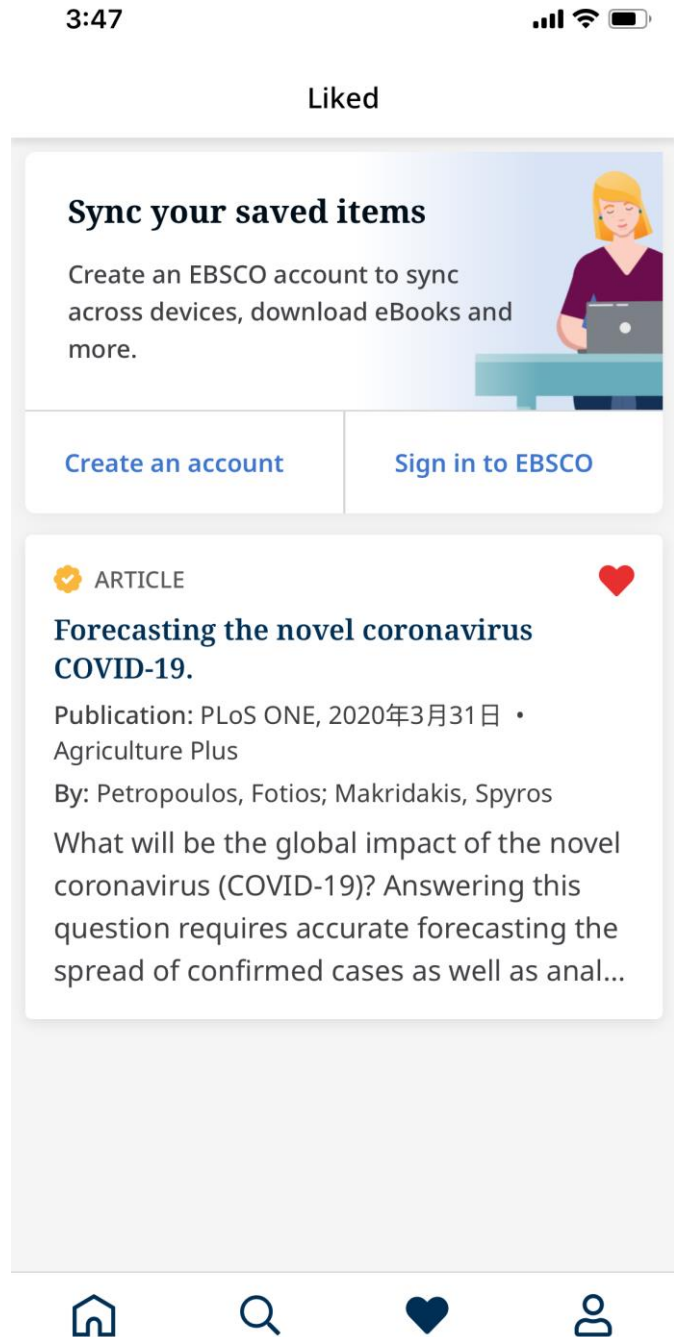 3:47
Liked
Sync your saved items
Create an EBSCO account to sync
across devices, download eBooks and
more.
Create an account
Sign in to EBSCO
ARTICLE
Forecasting the novel coronavirus
COVID-19.
Publication: PLoS ONE, 2020年3月31日 •
Agriculture Plus
By: Petropoulos, Fotios; Makridakis, Spyros
What will be the global impact of the novel
coronavirus (COVID-19)? Answering this
question requires accurate forecasting the
spread of confirmed cases as well as anal...